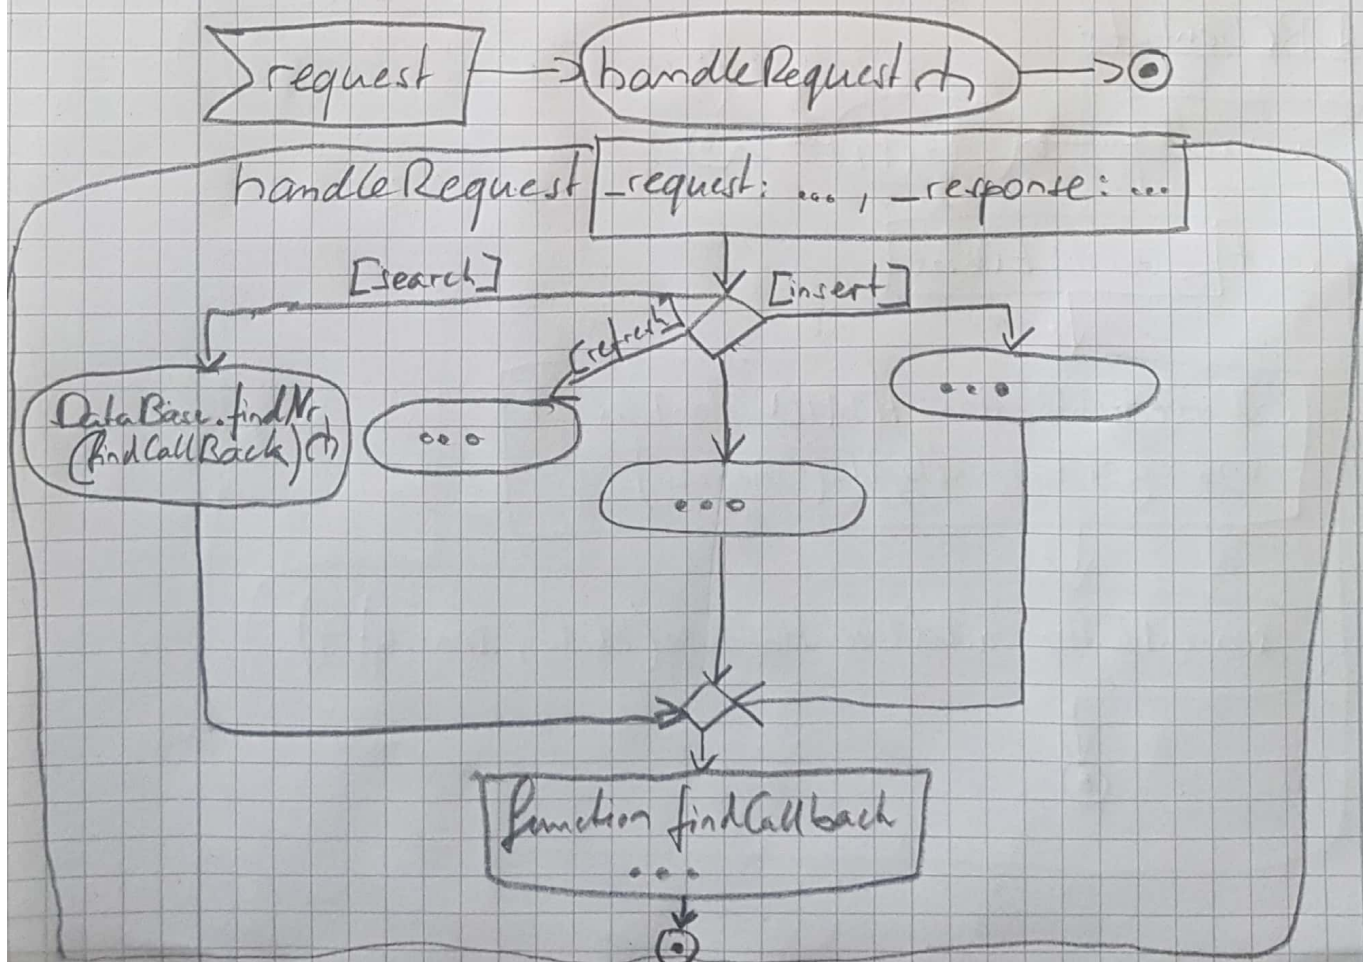 request
handleRequest
handleRequest
_request: ..., _response: ...
[search]
[insert]
[refresh]
DataBase.findNr
(findCallBack)
...
...
...
function findCallback
...